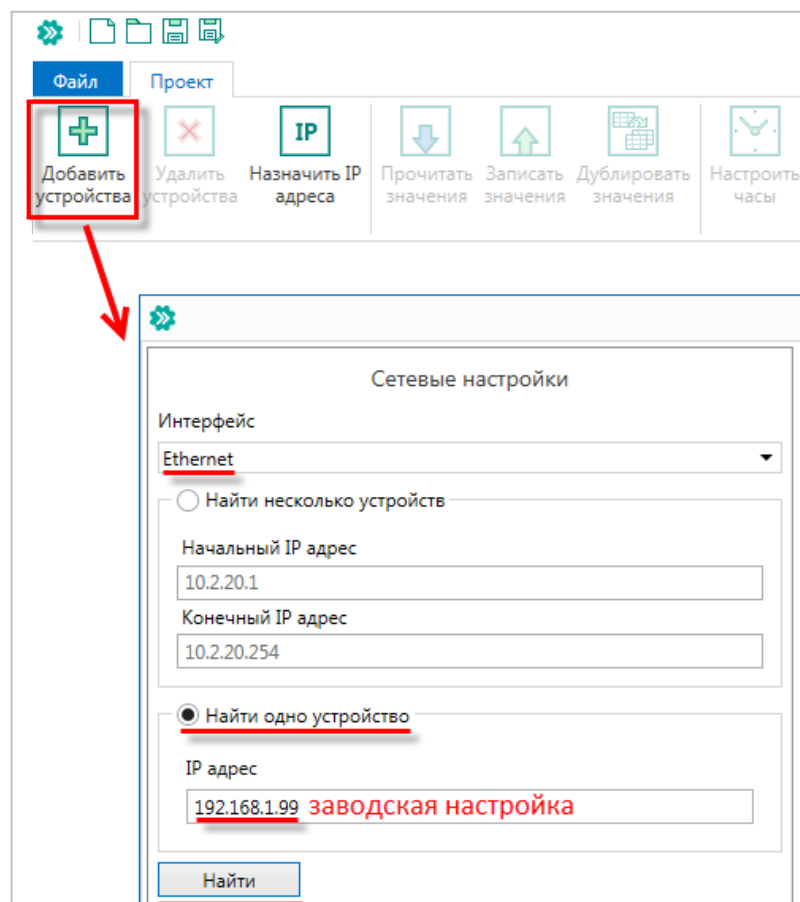 Файл Проект
IP
Добавить устройства
Удалить устройства
Назначить IP адреса
Прочитать значения
Записать значения
Дублировать значения
Настроить часы
Сетевые настройки
Интерфейс
Ethernet
Найти несколько устройств
Начальный IP адрес
10.2.20.1
Конечный IP адрес
10.2.20.254
Найти одно устройство
IP адрес
192.168.1.99 заводская настройка
Найти